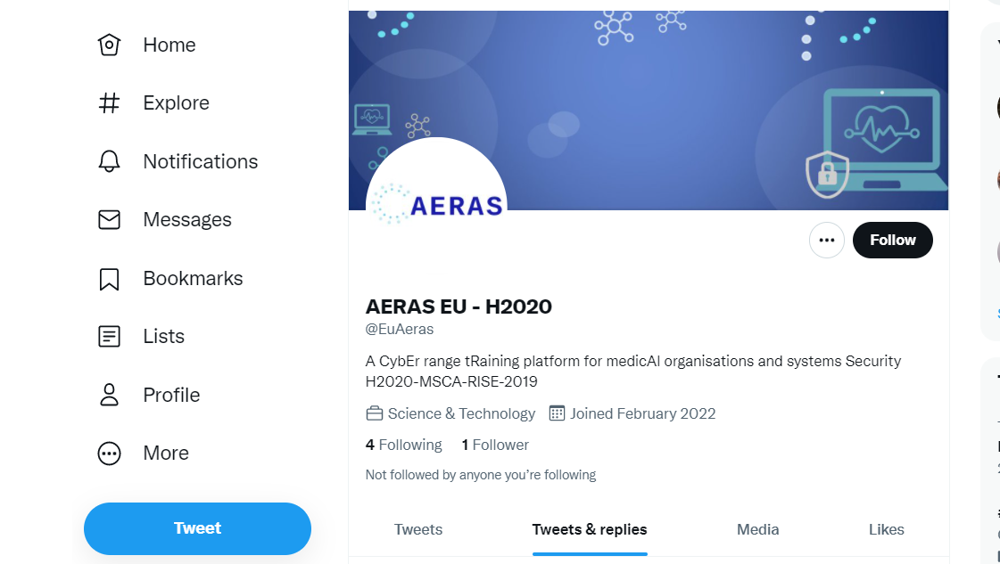 Home
Explore
Notifications
Messages
Bookmarks
Lists
Profile
More
Tweet
AERAS
Follow
AERAS EU - H2020
@EuAeras
A CybEr range tRaining platform for medicAl organisations and systems Security
H2020-MSCA-RISE-2019
Science & Technology Joined February 2022
4 Following 1 Follower
Not followed by anyone you're following
Tweets Tweets & replies Media Likes